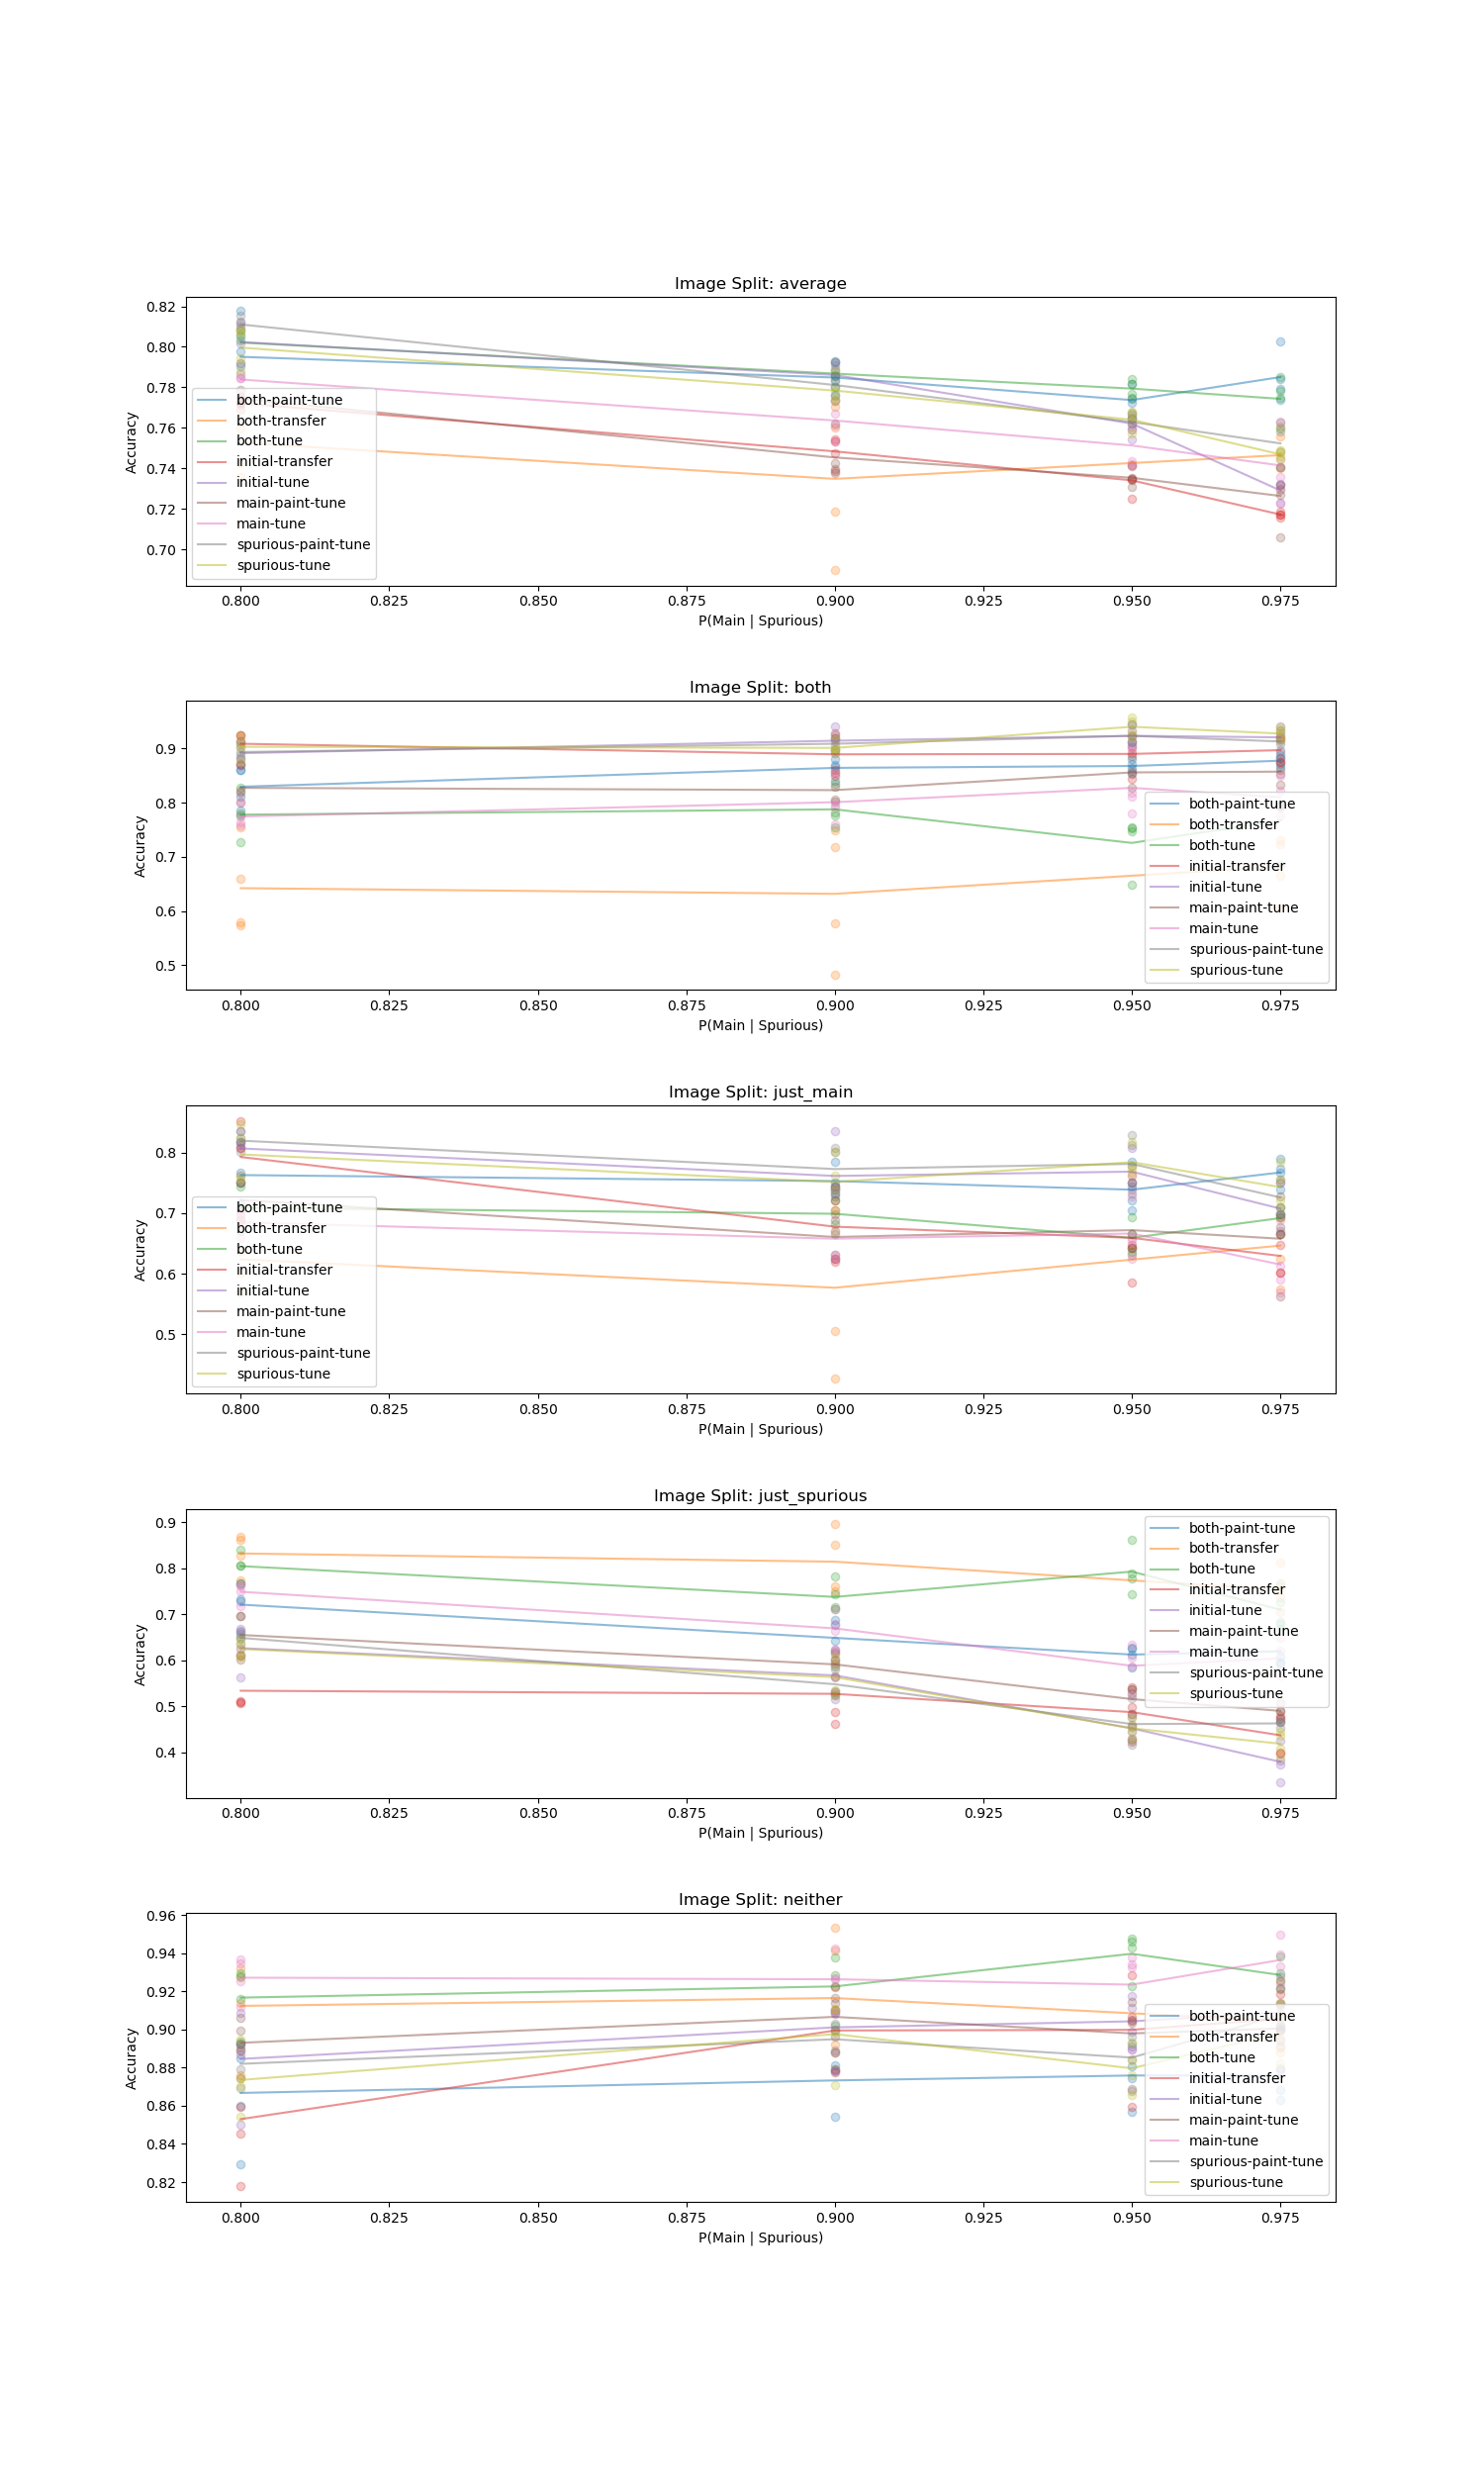 Image Split: average
0.82
0.80
0.78
0.76
0.74
0.72
0.70
Accuracy
both-paint-tune
both-transfer
both-tune
initial-transfer
initial-tune
main-paint-tune
main-tune
spurious-paint-tune
spurious-tune
0.800 0.825 0.850 0.875 0.900 0.925 0.950 0.975
P(Main | Spurious)
Image Split: both
0.9
0.8
0.7
0.6
0.5
Accuracy
both-paint-tune
both-transfer
both-tune
initial-transfer
initial-tune
main-paint-tune
main-tune
spurious-paint-tune
spurious-tune
0.800 0.825 0.850 0.875 0.900 0.925 0.950 0.975
P(Main | Spurious)
Image Split: just_main
0.8
0.7
0.6
0.5
Accuracy
both-paint-tune
both-transfer
both-tune
initial-transfer
initial-tune
main-paint-tune
main-tune
spurious-paint-tune
spurious-tune
0.800 0.825 0.850 0.875 0.900 0.925 0.950 0.975
P(Main | Spurious)
Image Split: just_spurious
0.9
0.8
0.7
0.6
0.5
0.4
Accuracy
both-paint-tune
both-transfer
both-tune
initial-transfer
initial-tune
main-paint-tune
main-tune
spurious-paint-tune
spurious-tune
0.800 0.825 0.850 0.875 0.900 0.925 0.950 0.975
P(Main | Spurious)
Image Split: neither
0.96
0.94
0.92
0.90
0.88
0.86
0.84
0.82
Accuracy
both-paint-tune
both-transfer
both-tune
initial-transfer
initial-tune
main-paint-tune
main-tune
spurious-paint-tune
spurious-tune
0.800 0.825 0.850 0.875 0.900 0.925 0.950 0.975
P(Main | Spurious)